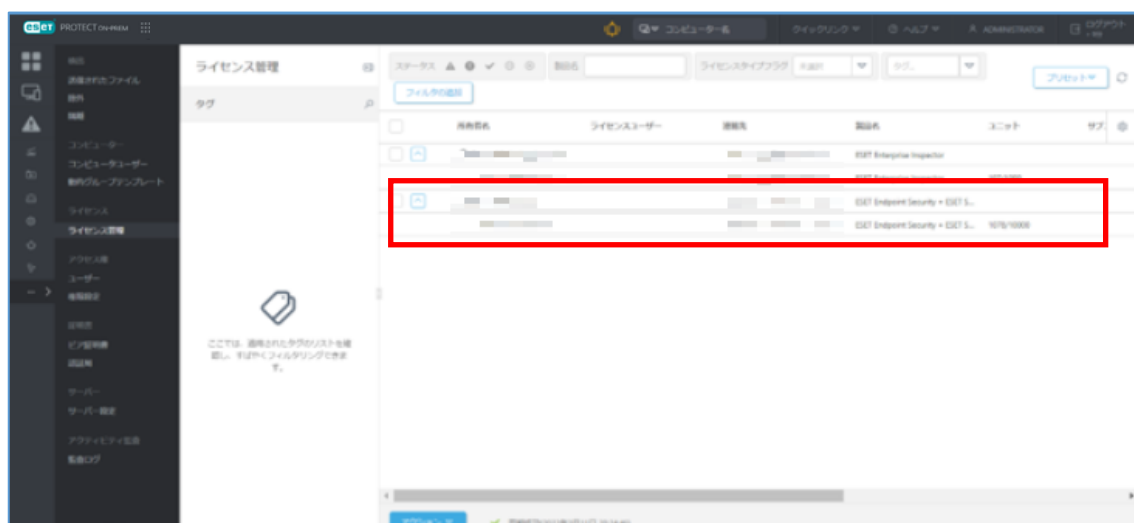 eset PROTECT ON-PREM
コンピューター名
クイックリンク
ヘルプ
ADMINISTRATOR
ログアウト
検出
送信されたファイル
除外
隔離
コンピューター
コンピューターユーザー
動的グループテンプレート
ライセンス
ライセンス管理
アクセス権
ユーザー
権限設定
証明書
ピア証明書
認証局
サーバー
サーバー設定
アクティビティ監査
監査ログ
ライセンス管理
タグ
ここでは、適用されたタグのリストを確
認し、すばやくフィルタリングできま
す。
ステータス
製品名
ライセンスタイプフラグ
未選択
タグ..
プリセット
フィルタの追加
所有者名
ライセンスユーザー
連絡先
製品名
ユニット
サブ
ESET Enterprise Inspector
ESET Enterprise Inspector
ESET Endpoint Security + ESET S...
ESET Endpoint Security + ESET S...
アクション